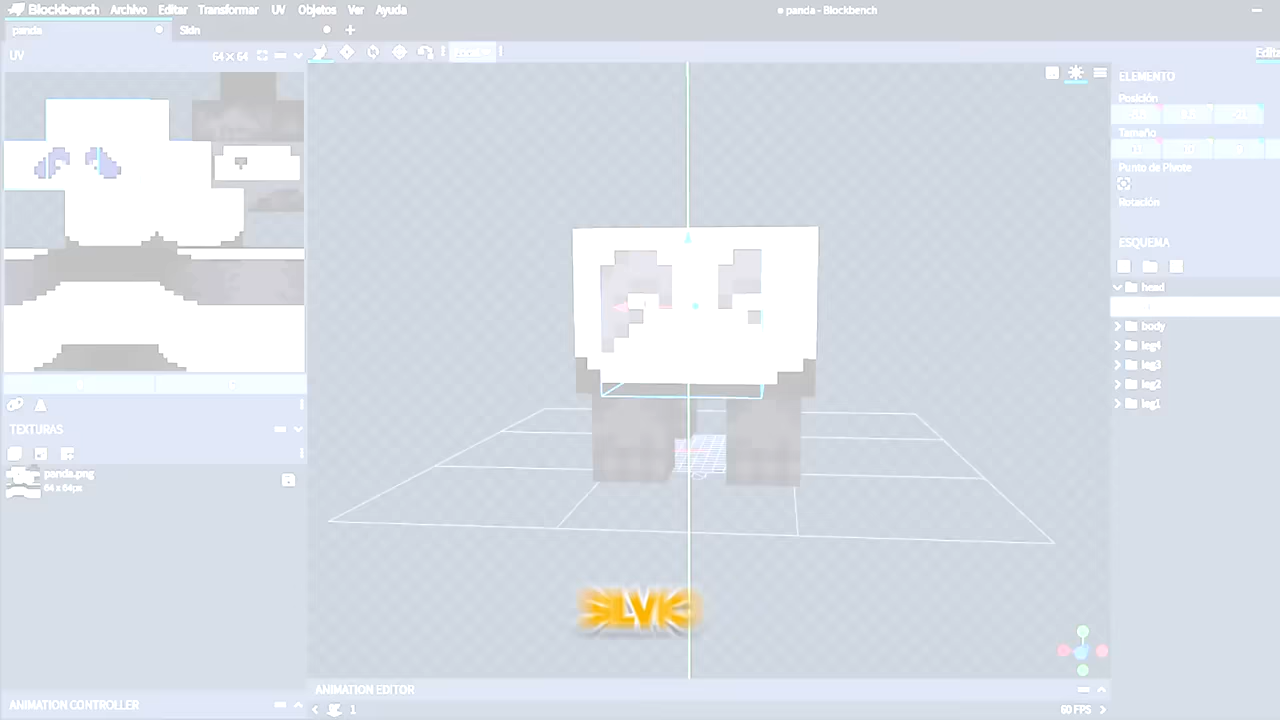 Blockbench Archivo Editar Transformar UV Objetos Ver Ayuda
panda - Blockbench
panda
Skin
UV
64 × 64
ELEMENTO
Posición
Tamaño
Punto de Pivote
Rotación
ESQUEMA
head
body
leg4
leg3
leg2
leg1
TEXTURAS
panda.png
64 x 64px
ANIMATION CONTROLLER
ANIMATION EDITOR
1
60 FPS